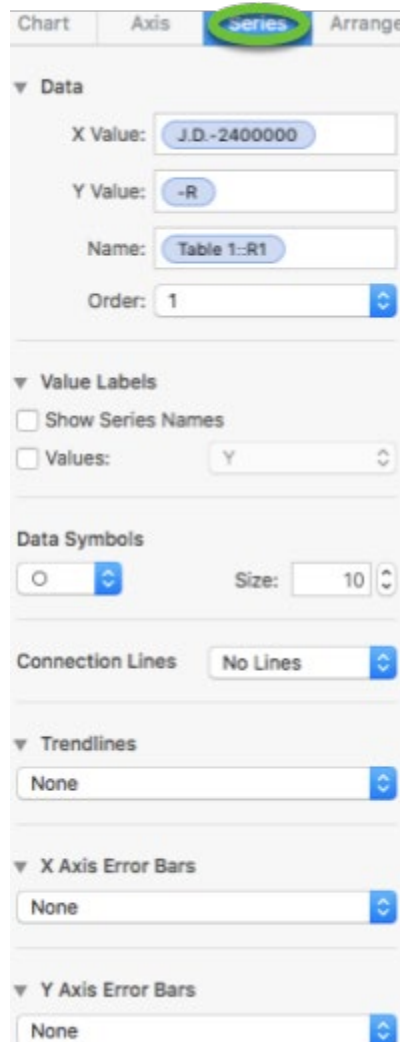 Chart Axis Series Arrange
Data
X Value: J.D.-2400000
Y Value: -R
Name: Table 1::R1
Order: 1
Value Labels
Show Series Names
Values: Y
Data Symbols
Size: 10
Connection Lines No Lines
Trendlines
None
X Axis Error Bars
None
Y Axis Error Bars
None